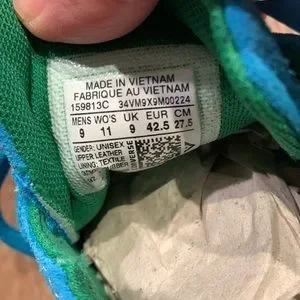 MADE IN VIETNAM
FABRIQUE AU VIETNAM
159813C 34VM9X9M00224
MENS WO'S UK EUR CM
9 11 9 42.5 27.5
GENDER: UNISEX
UPPER: LEATHER
LINING: TEXTILE